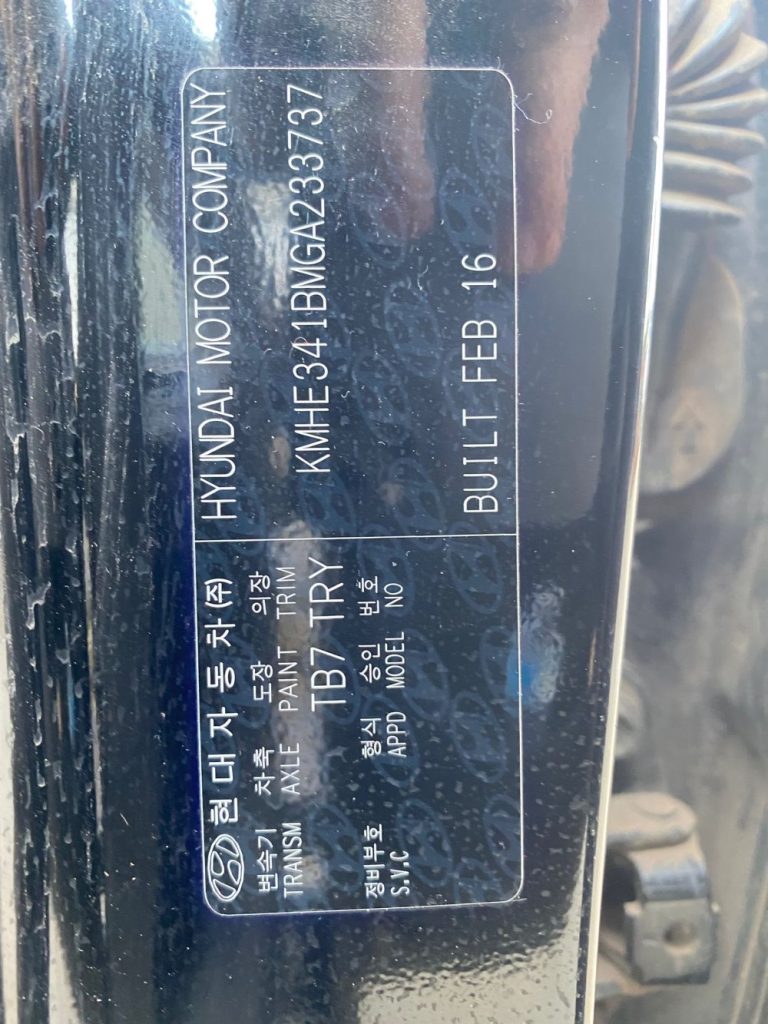 현대자동차(주) HYUNDAI MOTOR COMPANY
변속기 차축 도장 의장
TRANSM AXLE PAINT TRIM
TB7 TRY KMHE341BMGA233737
정비부호 형식 승인 번호
S.V.C APPD MODEL NO
BUILT FEB 16